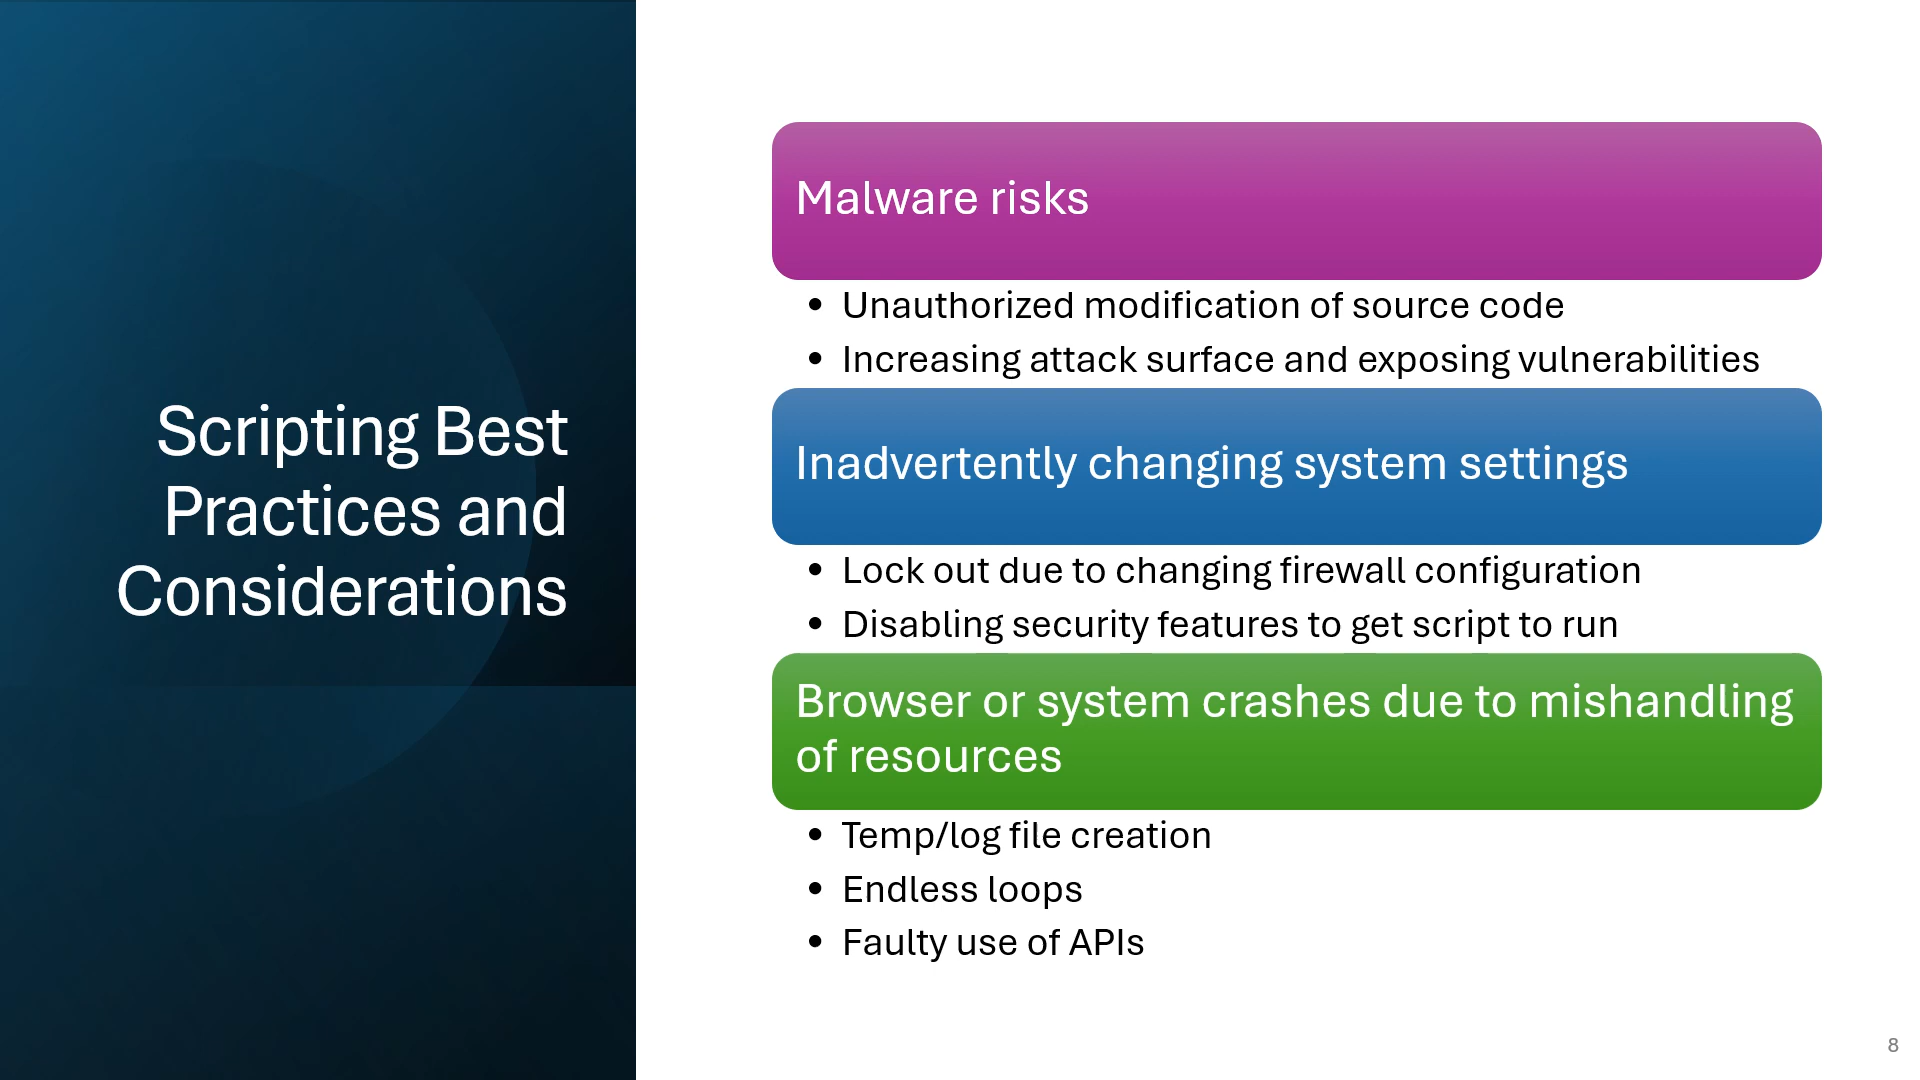 Scripting Best
Practices and
Considerations
Malware risks
• Unauthorized modification of source code
• Increasing attack surface and exposing vulnerabilities
Inadvertently changing system settings
• Lock out due to changing firewall configuration
• Disabling security features to get script to run
Browser or system crashes due to mishandling
of resources
• Temp/log file creation
• Endless loops
• Faulty use of APIs
8